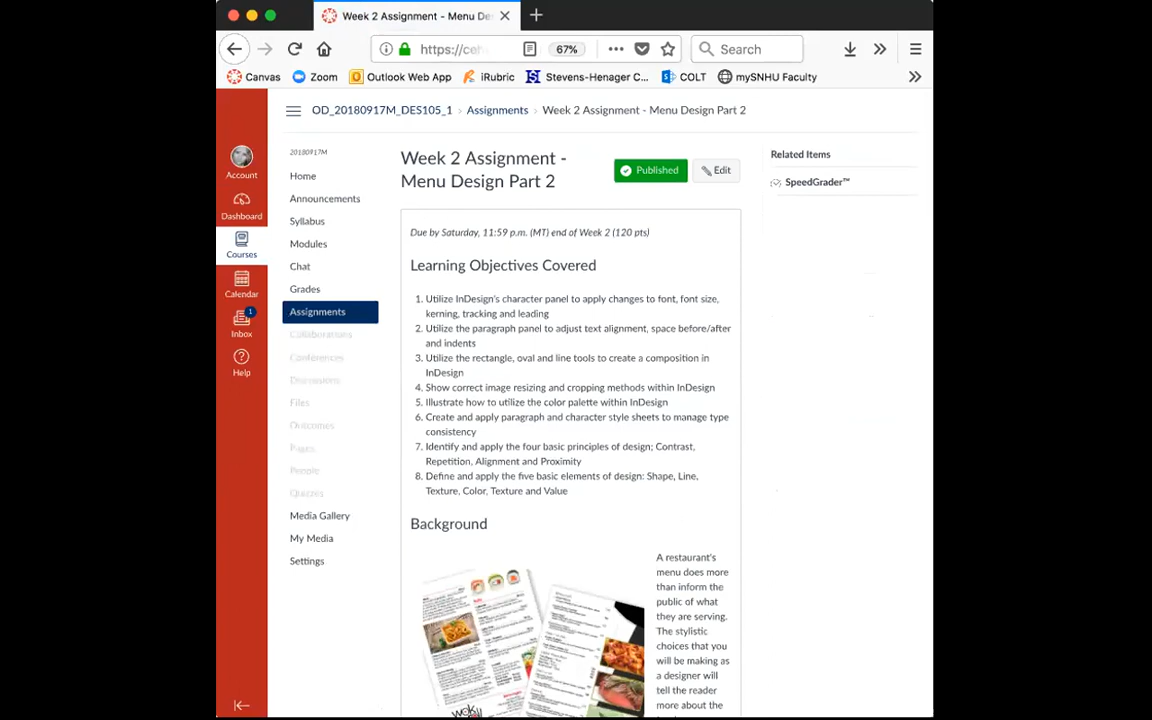 Week 2 Assignment - Menu De
https://ceh
67%
Search
Canvas
Zoom
Outlook Web App
iRubric
Stevens-Henager C...
COLT
mySNHU Faculty
OD_20180917M_DES105_1 › Assignments › Week 2 Assignment - Menu Design Part 2
20180917M
Account
Dashboard
Courses
Calendar
1
Inbox
Help
Home
Announcements
Syllabus
Modules
Chat
Grades
Assignments
Collaborations
Conferences
Discussions
Files
Outcomes
Pages
People
Quizzes
Media Gallery
My Media
Settings
Week 2 Assignment -
Menu Design Part 2
Published
Edit
Related Items
SpeedGrader™
Due by Saturday, 11:59 p.m. (MT) end of Week 2 (120 pts)
Learning Objectives Covered
1. Utilize InDesign's character panel to apply changes to font, font size,
kerning, tracking and leading
2. Utilize the paragraph panel to adjust text alignment, space before/after
and indents
3. Utilize the rectangle, oval and line tools to create a composition in
InDesign
4. Show correct image resizing and cropping methods within InDesign
5. Illustrate how to utilize the color palette within InDesign
6. Create and apply paragraph and character style sheets to manage type
consistency
7. Identify and apply the four basic principles of design; Contrast,
Repetition, Alignment and Proximity
8. Define and apply the five basic elements of design: Shape, Line,
Texture, Color, Texture and Value
Background
A restaurant's
menu does more
than inform the
public of what
they are serving.
The stylistic
choices that you
will be making as
a designer will
tell the reader
more about the